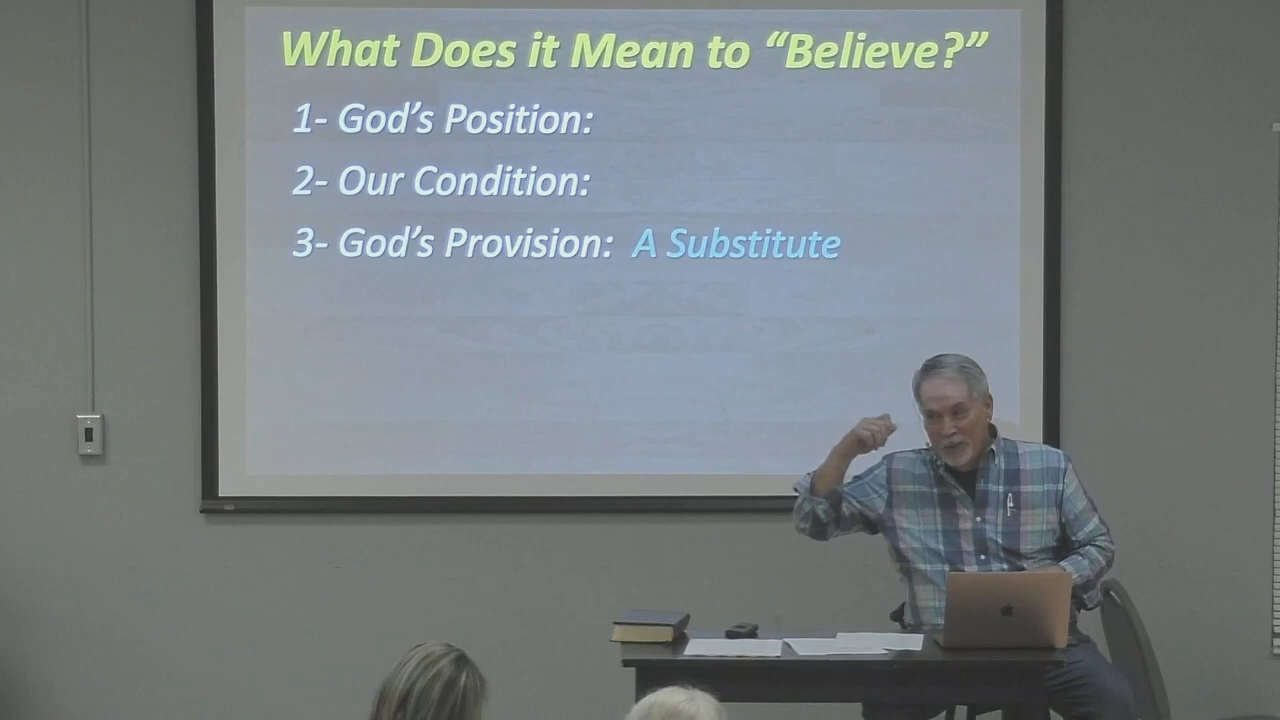 What Does it Mean to “Believe?”
1- God’s Position:
2- Our Condition:
3- God’s Provision: A Substitute